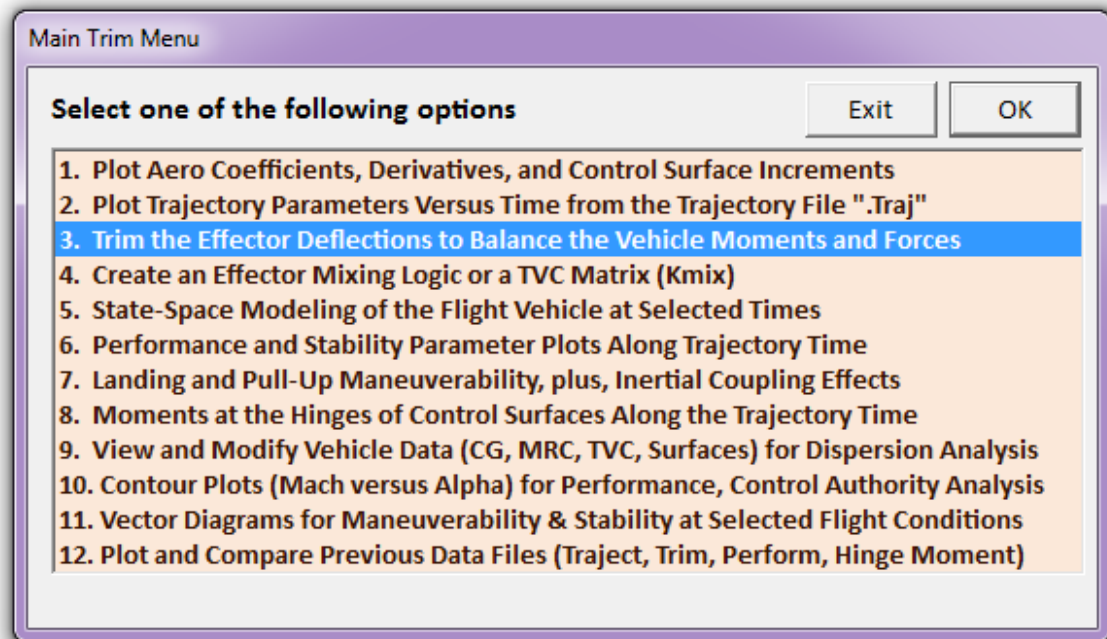 Main Trim Menu
Select one of the following options
Exit
OK
1. Plot Aero Coefficients, Derivatives, and Control Surface Increments
2. Plot Trajectory Parameters Versus Time from the Trajectory File ".Traj"
3. Trim the Effector Deflections to Balance the Vehicle Moments and Forces
4. Create an Effector Mixing Logic or a TVC Matrix (Kmix)
5. State-Space Modeling of the Flight Vehicle at Selected Times
6. Performance and Stability Parameter Plots Along Trajectory Time
7. Landing and Pull-Up Maneuverability, plus, Inertial Coupling Effects
8. Moments at the Hinges of Control Surfaces Along the Trajectory Time
9. View and Modify Vehicle Data (CG, MRC, TVC, Surfaces) for Dispersion Analysis
10. Contour Plots (Mach versus Alpha) for Performance, Control Authority Analysis
11. Vector Diagrams for Maneuverability & Stability at Selected Flight Conditions
12. Plot and Compare Previous Data Files (Traject, Trim, Perform, Hinge Moment)